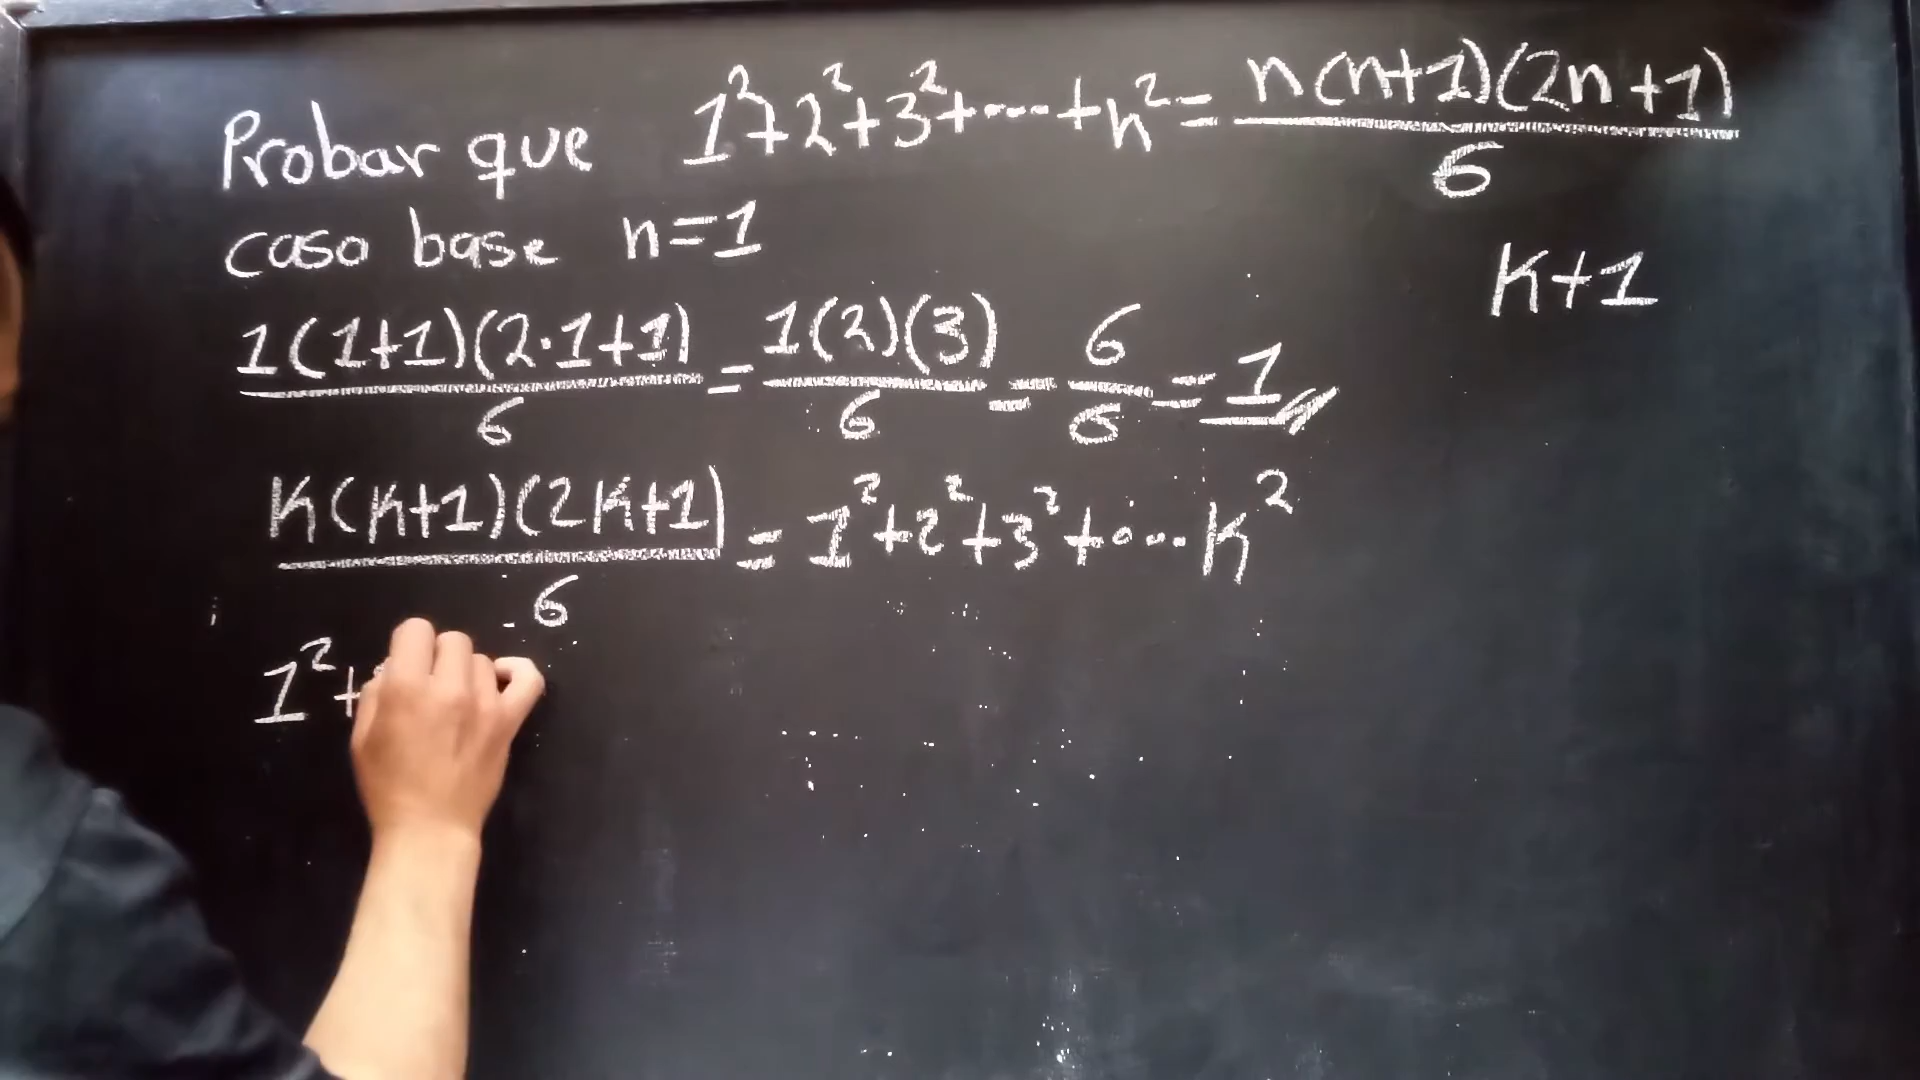 Probar que 1²+2²+3²+...+n² = n(n+1)(2n+1)/6
caso base n=1
k+1
1(1+1)(2·1+1)/6 = 1(2)(3)/6 = 6/6 = 1
k(k+1)(2k+1)/6 = 1²+2²+3²+...k²
1²+